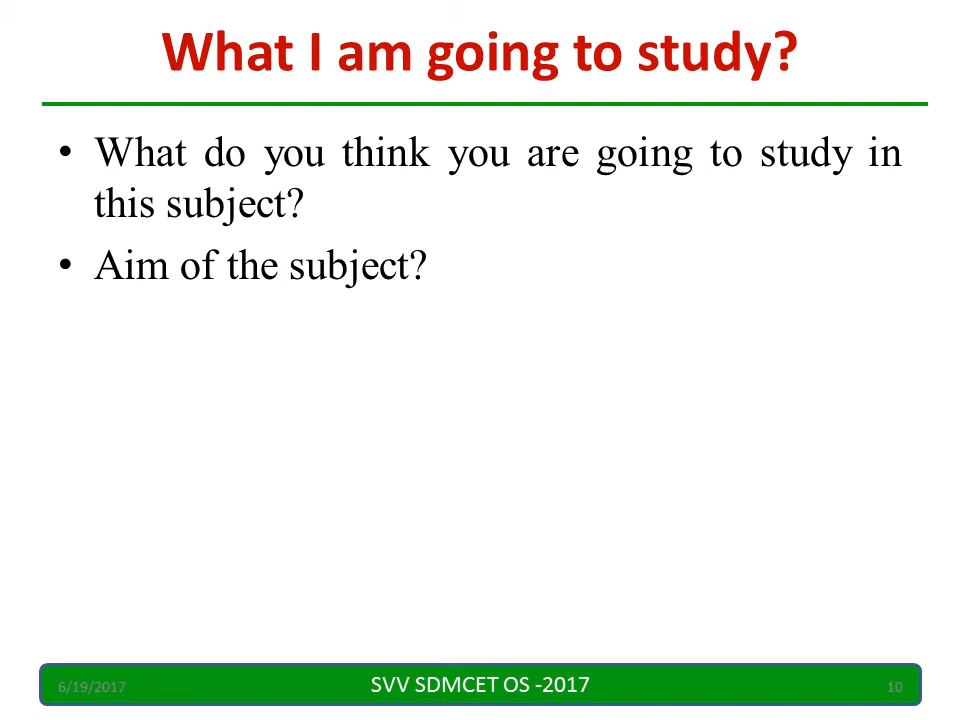 What I am going to study?
• What do you think you are going to study in
this subject?
• Aim of the subject?
6/19/2017
SVV SDMCET OS -2017
10